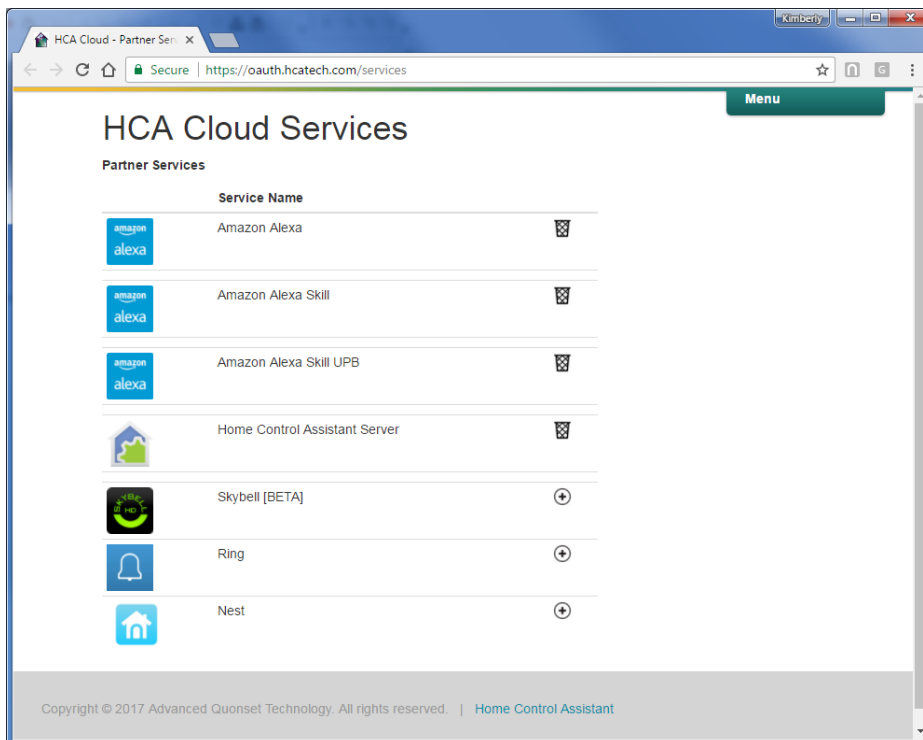 Kimberly
HCA Cloud - Partner Ser
Secure | https://oauth.hcatech.com/services
G
Menu
HCA Cloud Services
Partner Services
Service Name
amazon
alexa
Amazon Alexa
amazon
alexa
Amazon Alexa Skill
amazon
alexa
Amazon Alexa Skill UPB
Home Control Assistant Server
SKYBELL
HD
Skybell [BETA]
Ring
Nest
Copyright © 2017 Advanced Quonset Technology. All rights reserved. | Home Control Assistant